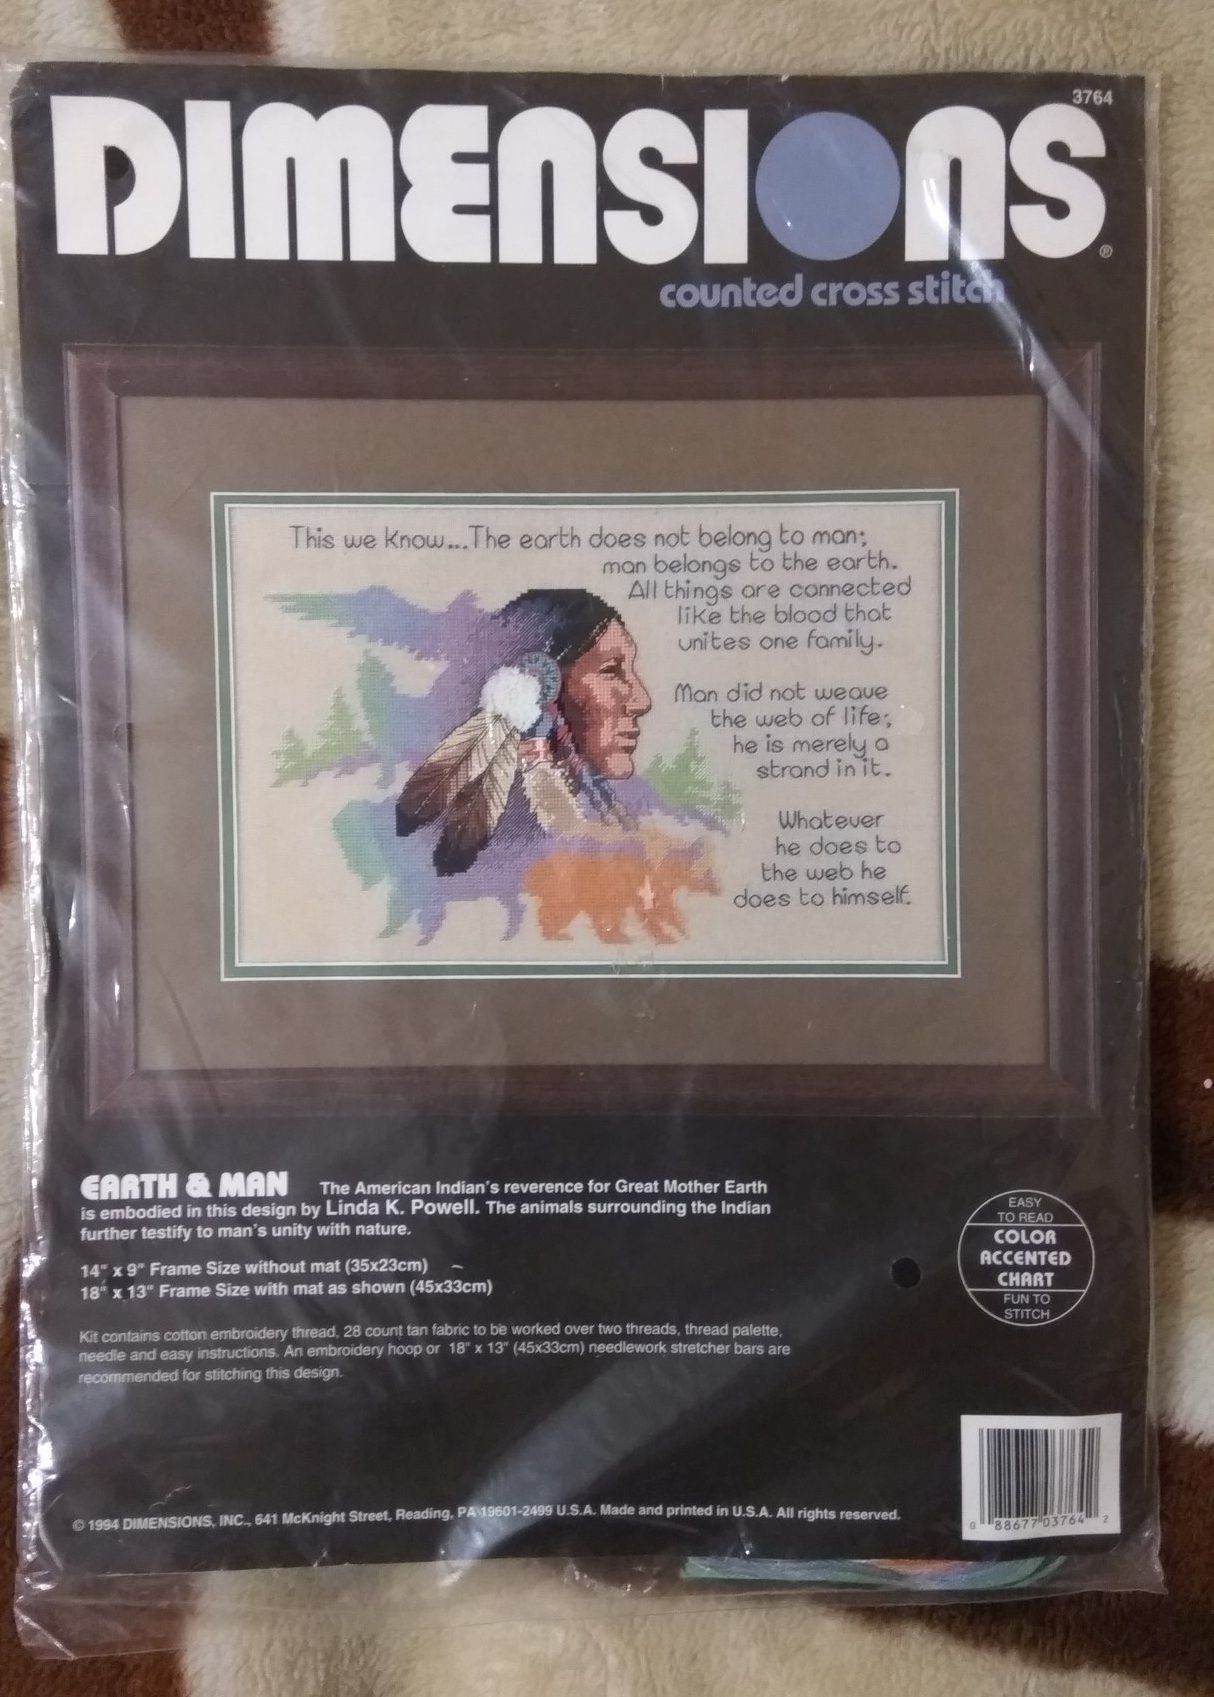 3764
DIMENSIONS®
counted cross stitch
This we know...The earth does not belong to man;
man belongs to the earth.
All things are connected
like the blood that
unites one family.
Man did not weave
the web of life;
he is merely a
strand in it.
Whatever
he does to
the web he
does to himself.
EARTH & MAN The American Indian's reverence for Great Mother Earth
is embodied in this design by Linda K. Powell. The animals surrounding the Indian
further testify to man's unity with nature.
14" x 9" Frame Size without mat (35x23cm)
18" x 13" Frame Size with mat as shown (45x33cm)
Kit contains cotton embroidery thread, 28 count tan fabric to be worked over two threads, thread palette,
needle and easy instructions. An embroidery hoop or 18" x 13" (45x33cm) needlework stretcher bars are
recommended for stitching this design.
EASY
TO READ
COLOR
ACCENTED
CHART
FUN TO
STITCH
© 1994 DIMENSIONS, INC., 641 McKnight Street, Reading, PA 19601-2499 U.S.A. Made and printed in U.S.A. All rights reserved.
0 88677 03764 2